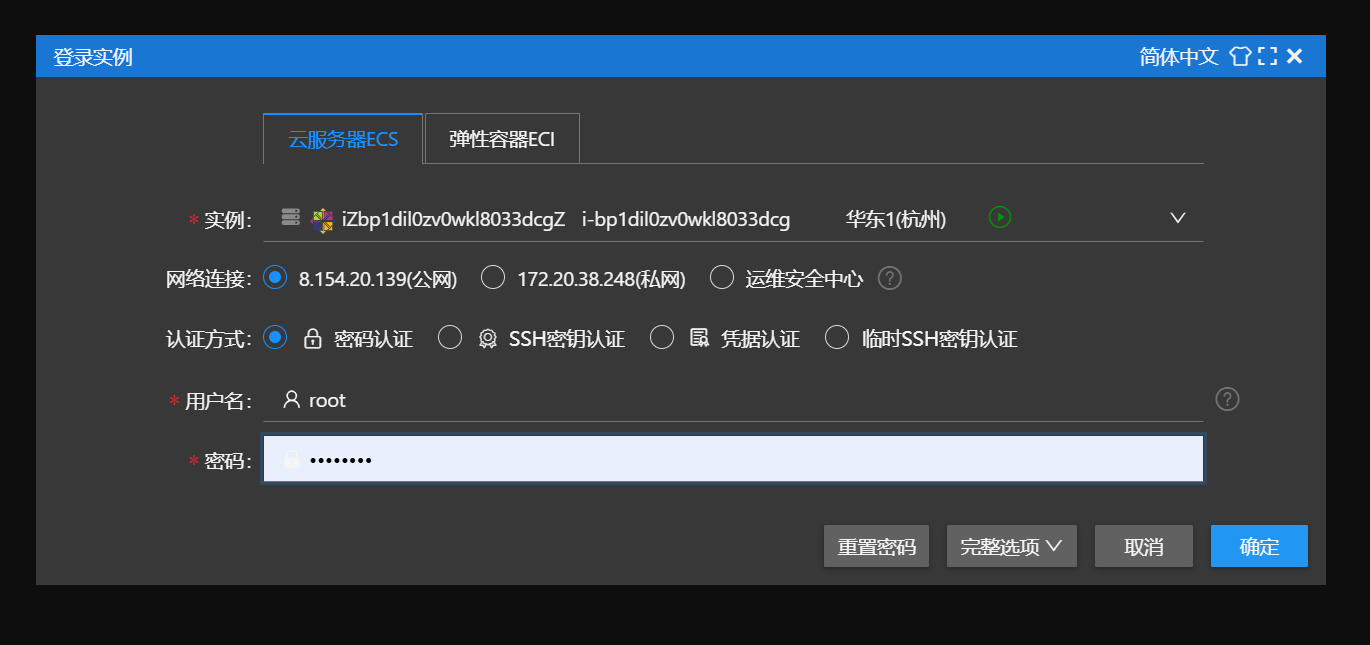 登录实例 简体中文
云服务器ECS 弹性容器ECI
* 实例: iZbp1dil0zv0wkl8033dcgZ i-bp1dil0zv0wkl8033dcg 华东1(杭州)
网络连接: 8.154.20.139(公网) 172.20.38.248(私网) 运维安全中心 ?
认证方式: 密码认证 SSH密钥认证 凭据认证 临时SSH密钥认证
* 用户名: root ?
* 密码: ••••••••
重置密码 完整选项 取消 确定